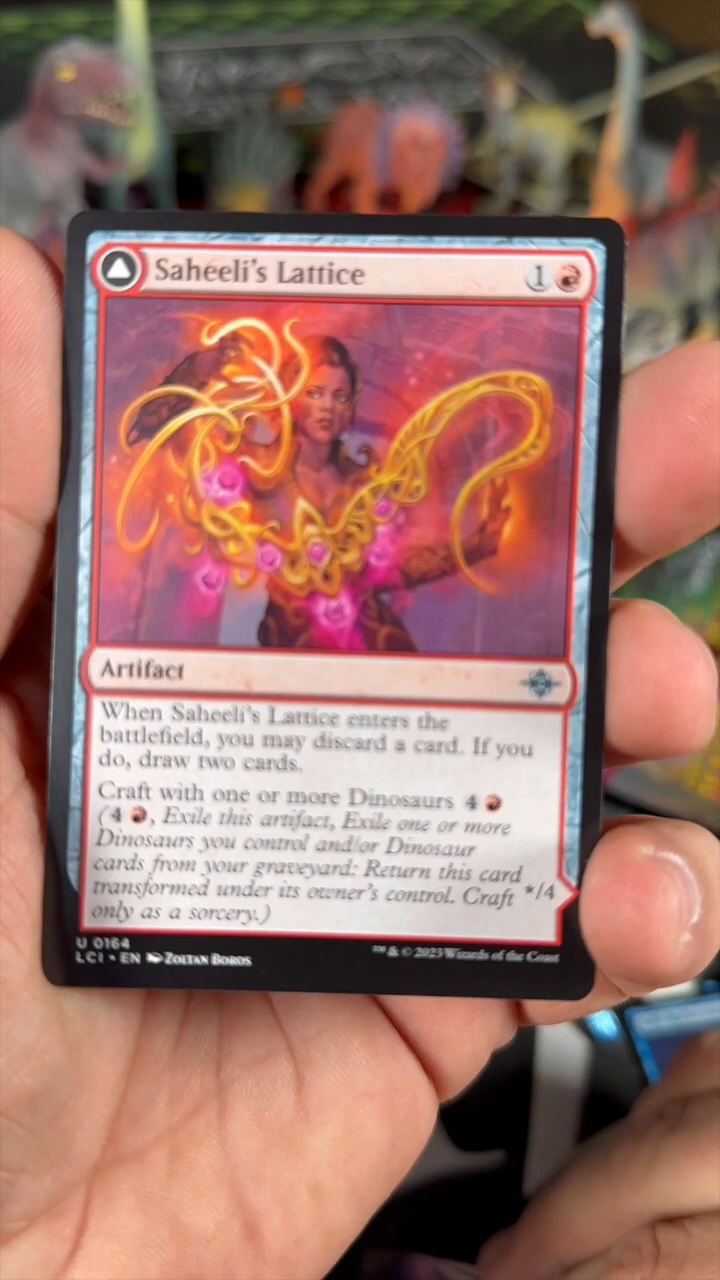 Saheeli's Lattice 1
Artifact
When Saheeli's Lattice enters the
battlefield, you may discard a card. If you
do, draw two cards.
Craft with one or more Dinosaurs 4
(4 , Exile this artifact, Exile one or more
Dinosaurs you control and/or Dinosaur
cards from your graveyard: Return this card
transformed under its owner's control. Craft
only as a sorcery.)
*/4
U 0164
LCI • EN ZOLTAN BOROS
™ & © 2023 Wizards of the Coast